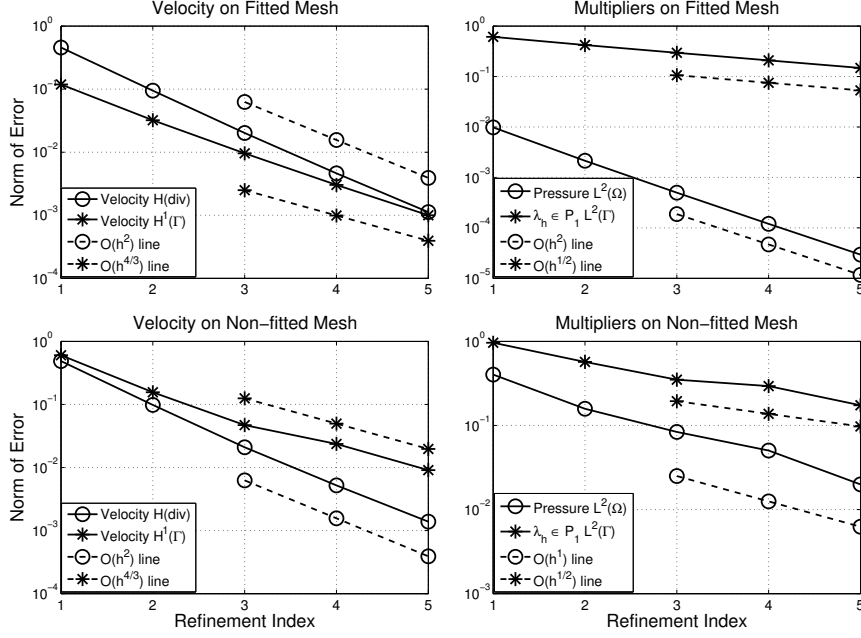 Velocity on Fitted Mesh
Norm of Error
10^0
10^-1
10^-2
10^-3
10^-4
1 2 3 4 5
Velocity H(div)
Velocity H^1(Γ)
O(h^2) line
O(h^4/3) line
Multipliers on Fitted Mesh
10^0
10^-1
10^-2
10^-3
10^-4
10^-5
1 2 3 4 5
Pressure L^2(Ω)
λ_h ∈ P_1 L^2(Γ)
O(h^2) line
O(h^1/2) line
Velocity on Non−fitted Mesh
Norm of Error
10^0
10^-1
10^-2
10^-3
10^-4
1 2 3 4 5
Refinement Index
Velocity H(div)
Velocity H^1(Γ)
O(h^2) line
O(h^4/3) line
Multipliers on Non−fitted Mesh
10^0
10^-1
10^-2
10^-3
1 2 3 4 5
Refinement Index
Pressure L^2(Ω)
λ_h ∈ P_1 L^2(Γ)
O(h^1) line
O(h^1/2) line